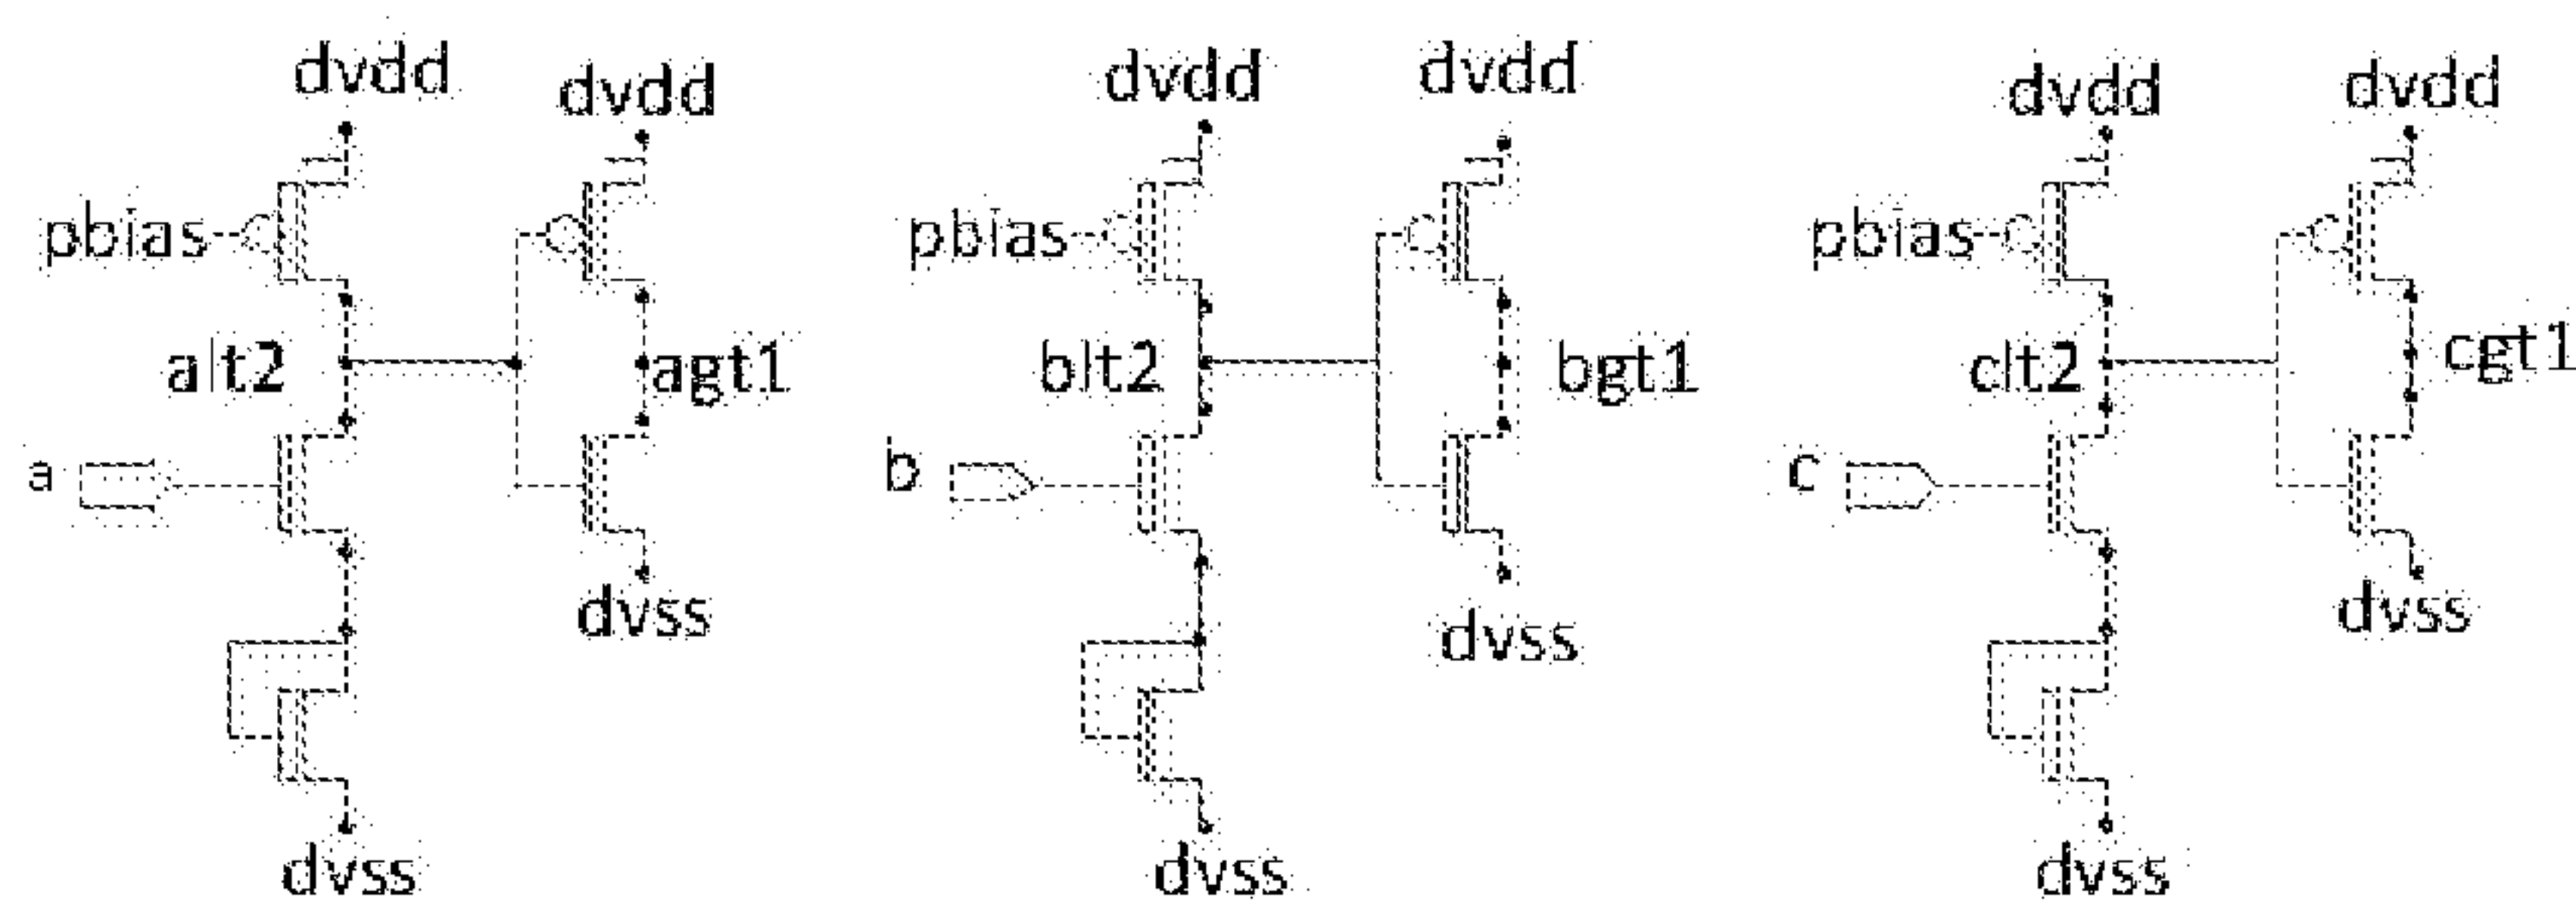 dvdd dvdd dvdd dvdd dvdd dvdd
pbias pbias pbias
alt2 agt1 blt2 bgt1 clt2 cgt1
a b c
dvss dvss dvss
dvss dvss dvss